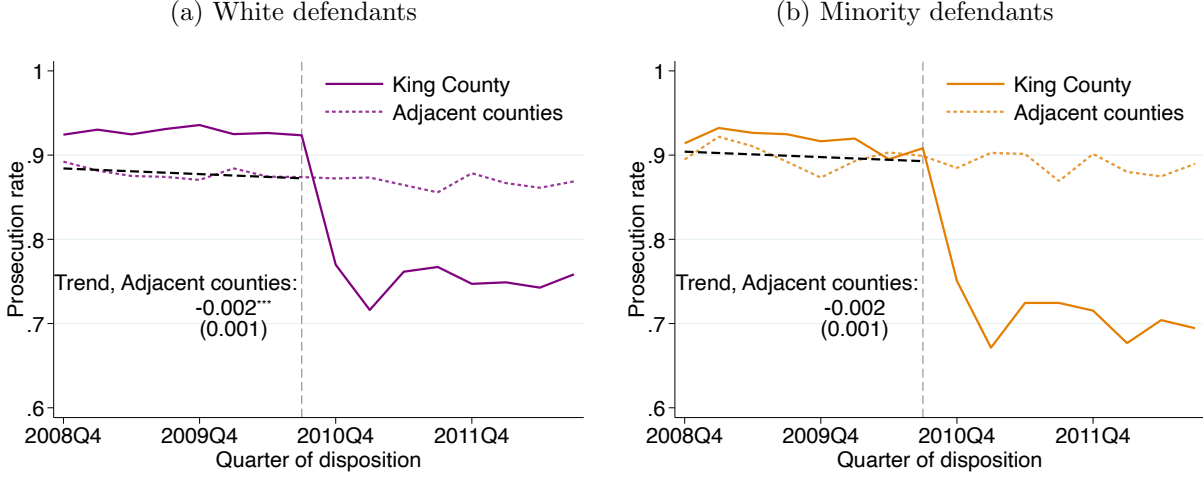 (a) White defendants
King County
Adjacent counties
1
.9
.8
.7
.6
Prosecution rate
Trend, Adjacent counties:
-0.002***
(0.001)
2008Q4 2009Q4 2010Q4 2011Q4
Quarter of disposition
(b) Minority defendants
King County
Adjacent counties
1
.9
.8
.7
.6
Prosecution rate
Trend, Adjacent counties:
-0.002
(0.001)
2008Q4 2009Q4 2010Q4 2011Q4
Quarter of disposition